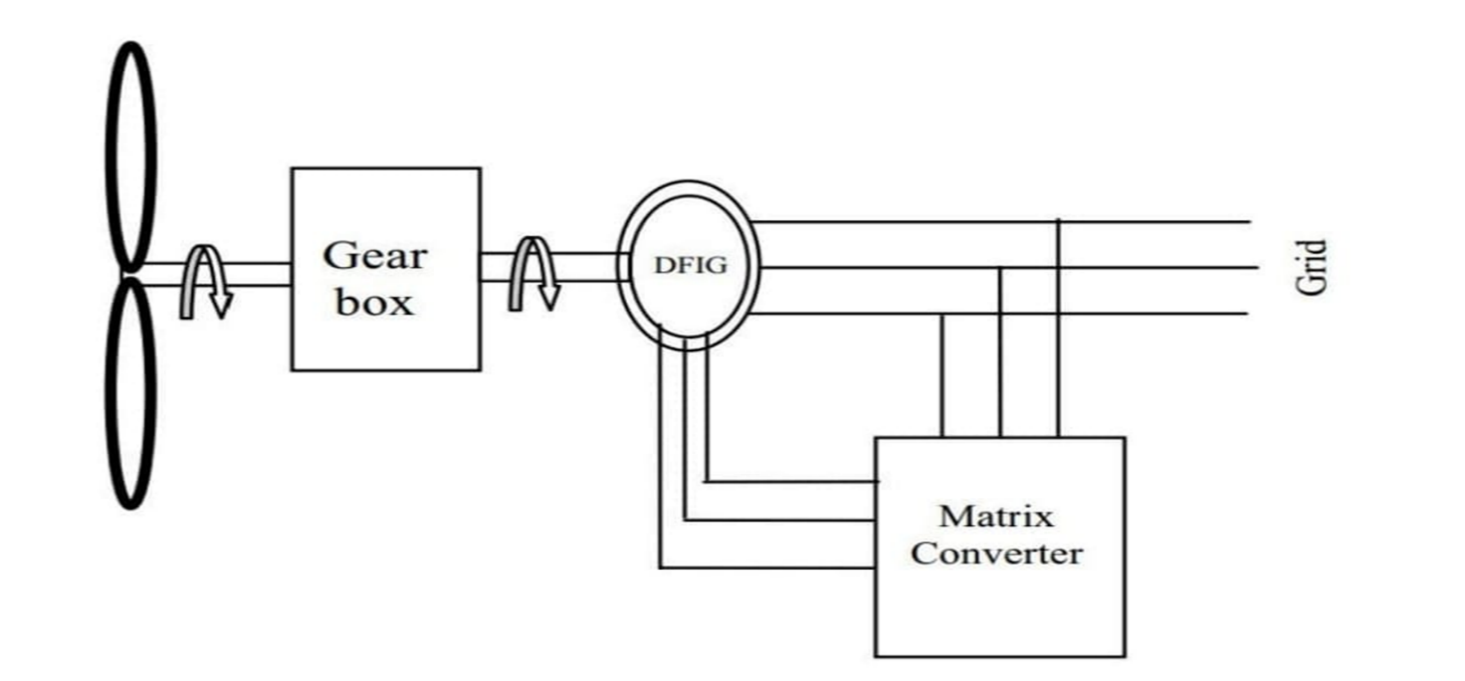 Gear
box
DFIG
Grid
Matrix
Converter